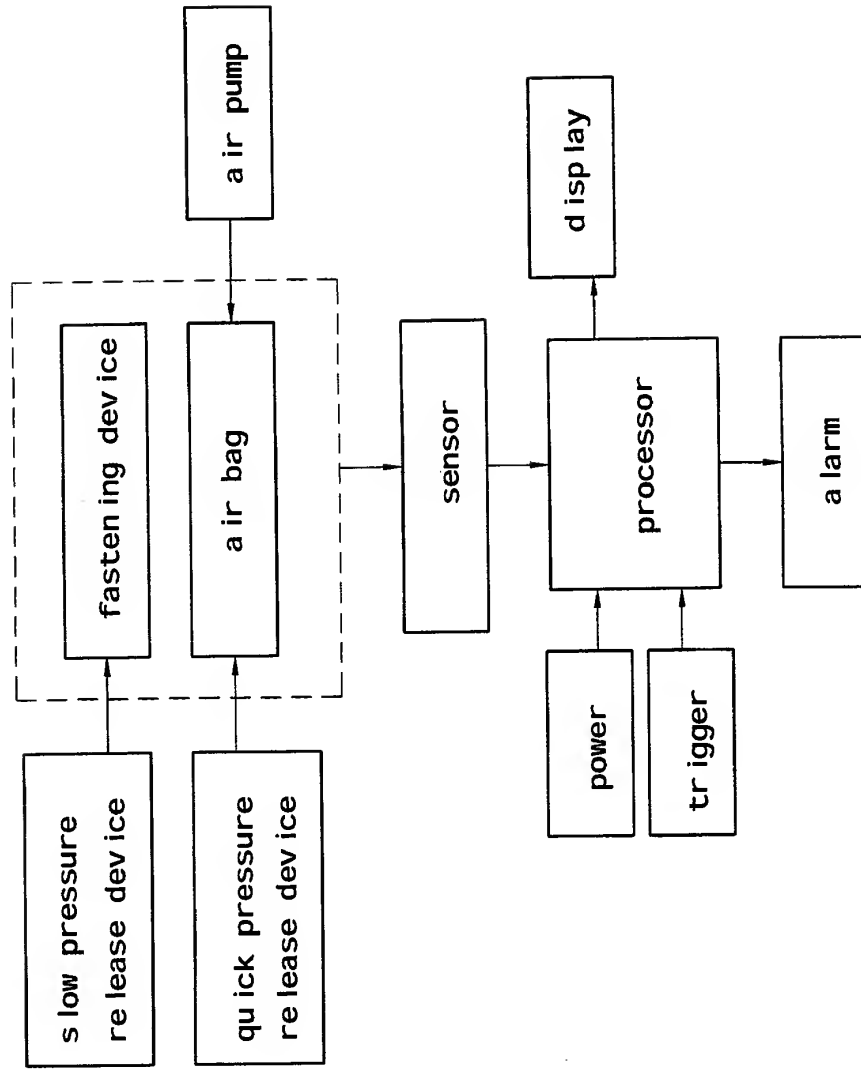 slow pressure
release device
quick pressure
release device
fastening device
air bag
air pump
sensor
power
trigger
processor
display
alarm